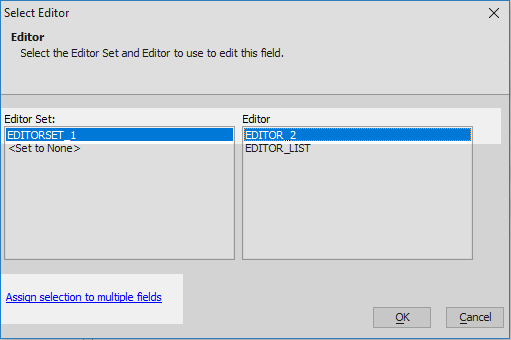 Select Editor
Editor
Select the Editor Set and Editor to use to edit this field.
Editor Set:
Editor
EDITORSET_1
<Set to None>
EDITOR_2
EDITOR_LIST
Assign selection to multiple fields
OK
Cancel